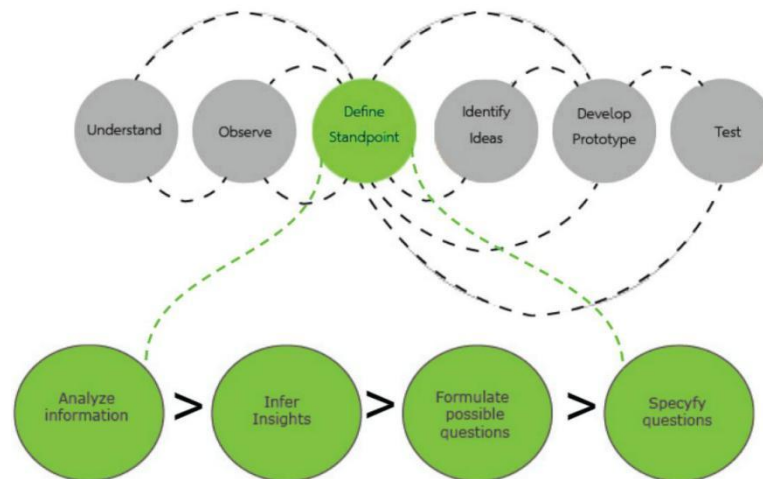 Understand
Observe
Define
Standpoint
Identify
Ideas
Develop
Prototype
Test
Analyze
information
>
Infer
Insights
>
Formulate
possible
questions
>
Specyfy
questions